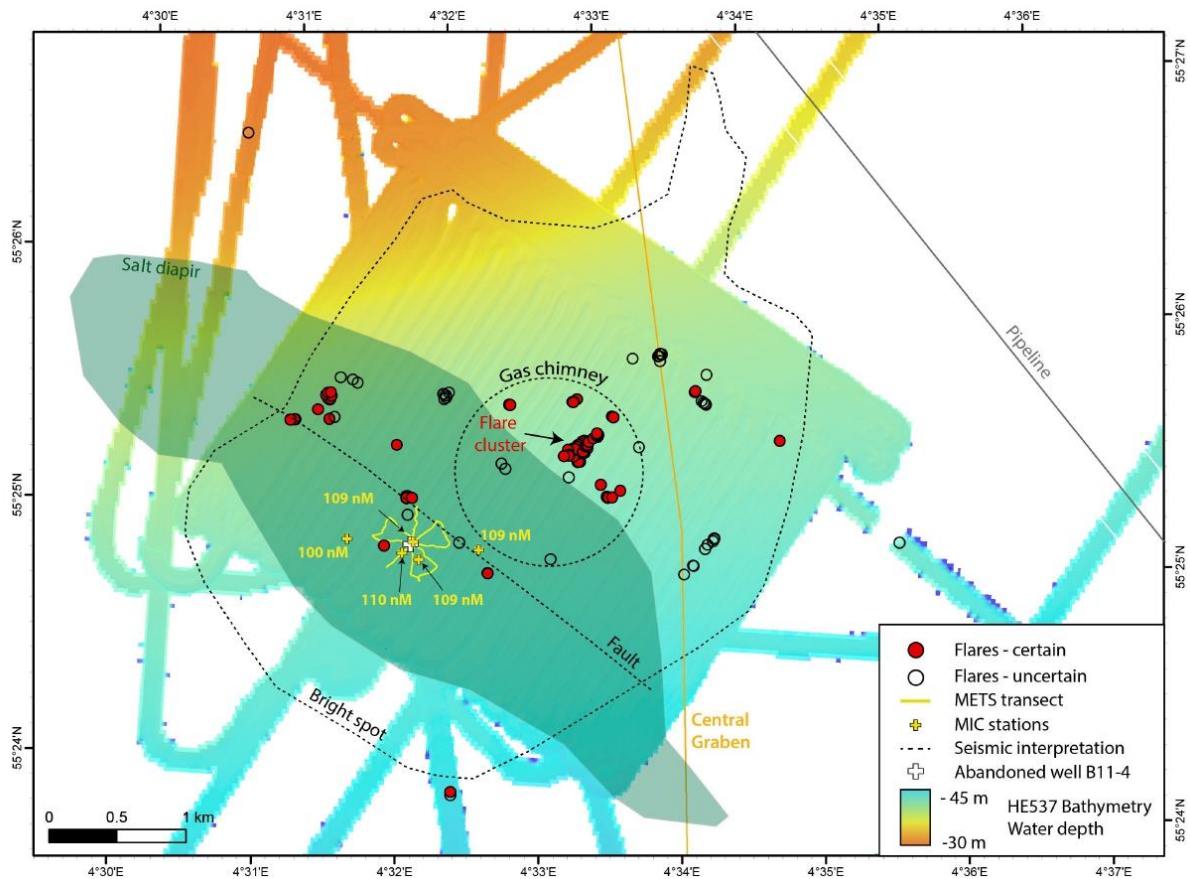 4°30'E 4°31'E 4°32'E 4°33'E 4°34'E 4°35'E 4°36'E
55°27'N
55°26'N
55°26'N
55°25'N
55°25'N
55°24'N
55°24'N
Salt diapir
Pipeline
Gas chimney
Flare
cluster
109 nM
109 nM
100 nM
110 nM
109 nM
Fault
Bright spot
Central
Graben
Flares - certain
Flares - uncertain
METS transect
MIC stations
Seismic interpretation
Abandoned well B11-4
- 45 m
HE537 Bathymetry
Water depth
-30 m
0 0.5 1 km
4°30'E 4°31'E 4°32'E 4°33'E 4°34'E 4°35'E 4°36'E 4°37'E